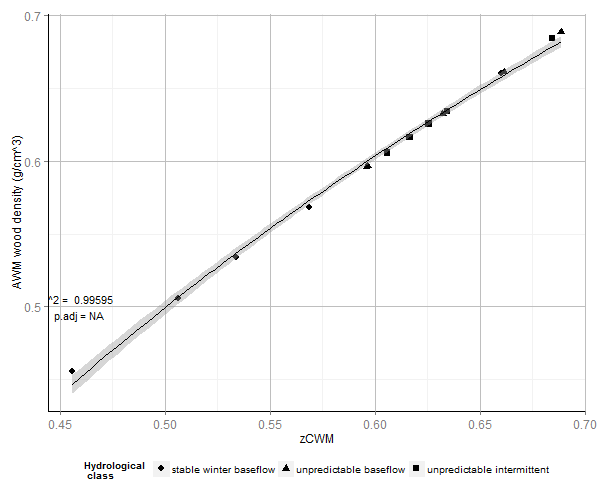 0.7
0.6
0.5
AWM wood density (g/cm^3)
^2 = 0.99595
p.adj = NA
0.45 0.50 0.55 0.60 0.65 0.70
zCWM
Hydrological
class
stable winter baseflow unpredictable baseflow unpredictable intermittent